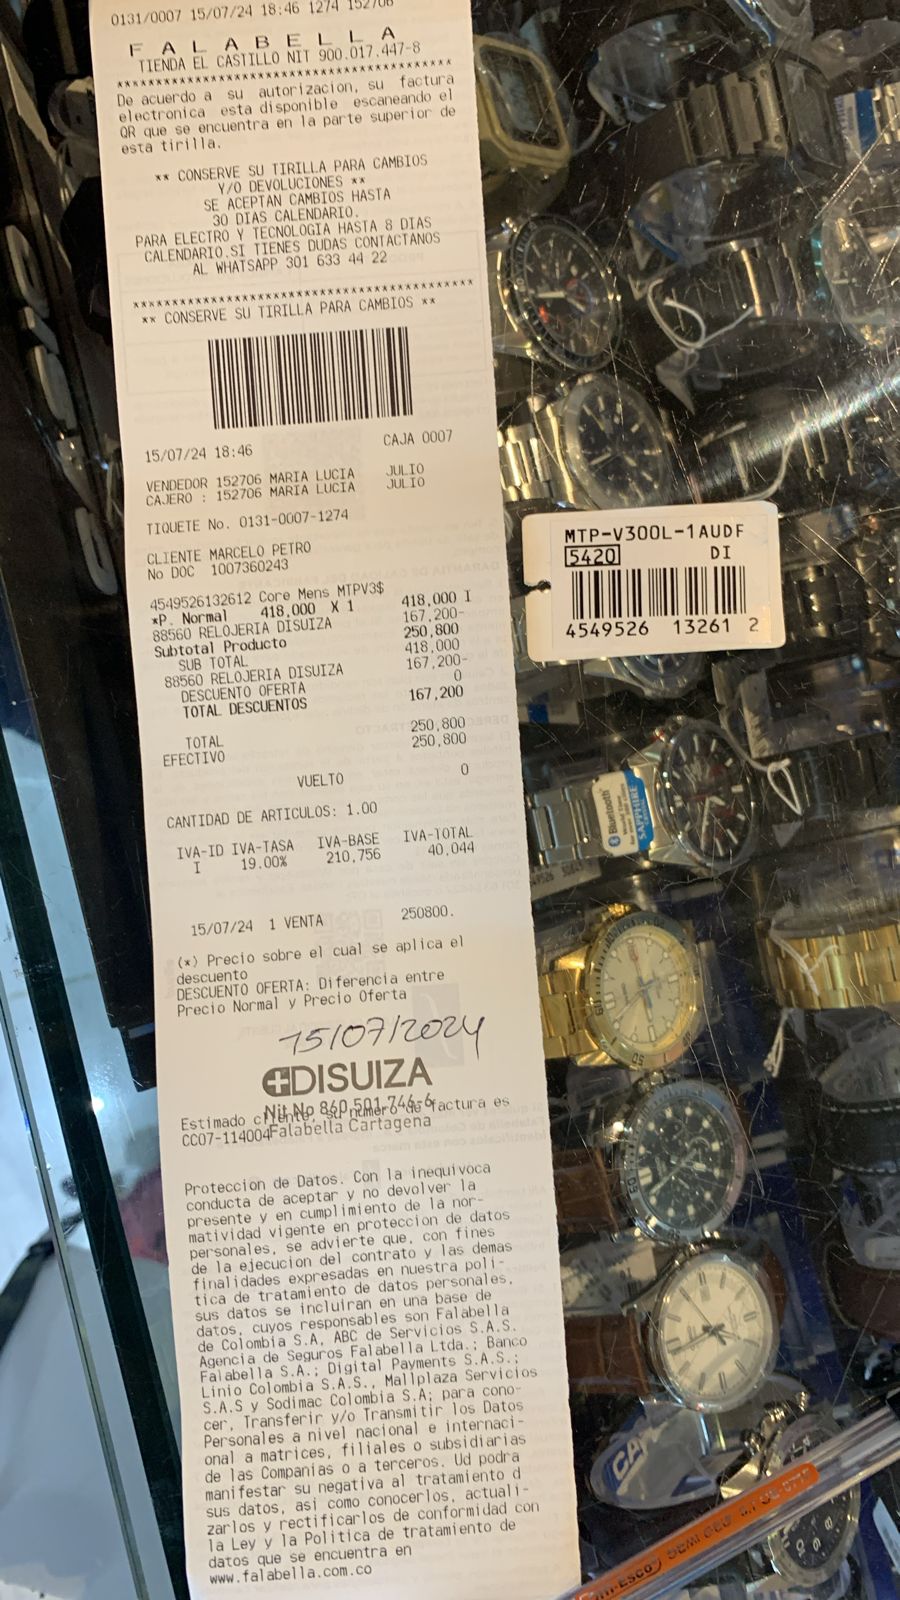 0131/0007 15/07/24 18:46 1274 152706
FALABELLA
TIENDA EL CASTILLO NIT 900.017.447-8
****************************************
De acuerdo a su autorizacion, su factura
electronica esta disponible escaneando el
QR que se encuentra en la parte superior de
esta tirilla.
** CONSERVE SU TIRILLA PARA CAMBIOS
Y/O DEVOLUCIONES **
SE ACEPTAN CAMBIOS HASTA
30 DIAS CALENDARIO.
PARA ELECTRO Y TECNOLOGIA HASTA 8 DIAS
CALENDARIO.SI TIENES DUDAS CONTACTANOS
AL WHATSAPP 301 633 44 22
****************************************
** CONSERVE SU TIRILLA PARA CAMBIOS **
15/07/24 18:46 CAJA 0007
VENDEDOR 152706 MARIA LUCIA JULIO
CAJERO : 152706 MARIA LUCIA JULIO
TIQUETE No. 0131-0007-1274
CLIENTE MARCELO PETRO
No DOC 1007360243
4549526132612 Core Mens MTPV3$
*P. Normal 418,000 X 1 418,000 I
88560 RELOJERIA DISUIZA 167,200-
Subtotal Producto 250,800
SUB TOTAL 418,000
88560 RELOJERIA DISUIZA 167,200-
DESCUENTO OFERTA 0
TOTAL DESCUENTOS 167,200
TOTAL 250,800
EFECTIVO 250,800
VUELTO 0
CANTIDAD DE ARTICULOS: 1.00
IVA-ID IVA-TASA IVA-BASE IVA-TOTAL
I 19.00% 210,756 40,044
15/07/24 1 VENTA 250800.
(*) Precio sobre el cual se aplica el
descuento
DESCUENTO OFERTA: Diferencia entre
Precio Normal y Precio Oferta
15/07/2024
DISUIZA
Nit No 860.501.746-6
Estimado cliente su numero de factura es
CC07-114004
Falabella Cartagena
Proteccion de Datos. Con la inequivoca
conducta de aceptar y no devolver la
presente y en cumplimiento de la nor-
matividad vigente en proteccion de datos
personales, se advierte que, con fines
de la ejecucion del contrato y las demas
finalidades expresadas en nuestra poli-
tica de tratamiento de datos personales,
sus datos se incluiran en una base de
datos, cuyos responsables son Falabella
de Colombia S.A, ABC de Servicios S.A.S.
Agencia de Seguros Falabella Ltda.; Banco
Falabella S.A.; Digital Payments S.A.S.;
Linio Colombia S.A.S., Mallplaza Servicios
S.A.S y Sodimac Colombia S.A; para cono-
cer, Transferir y/o Transmitir los Datos
Personales a nivel nacional e internaci-
onal a matrices, filiales o subsidiarias
de las Companias o a terceros. Ud podra
manifestar su negativa al tratamiento d
sus datos, asi como conocerlos, actuali-
zarlos y rectificarlos de conformidad con
la Ley y la Politica de tratamiento de
datos que se encuentra en
www.falabella.com.co
MTP-V300L-1AUDF
5420 DI
4549526 13261 2
Bluetooth
SAPPHIRE